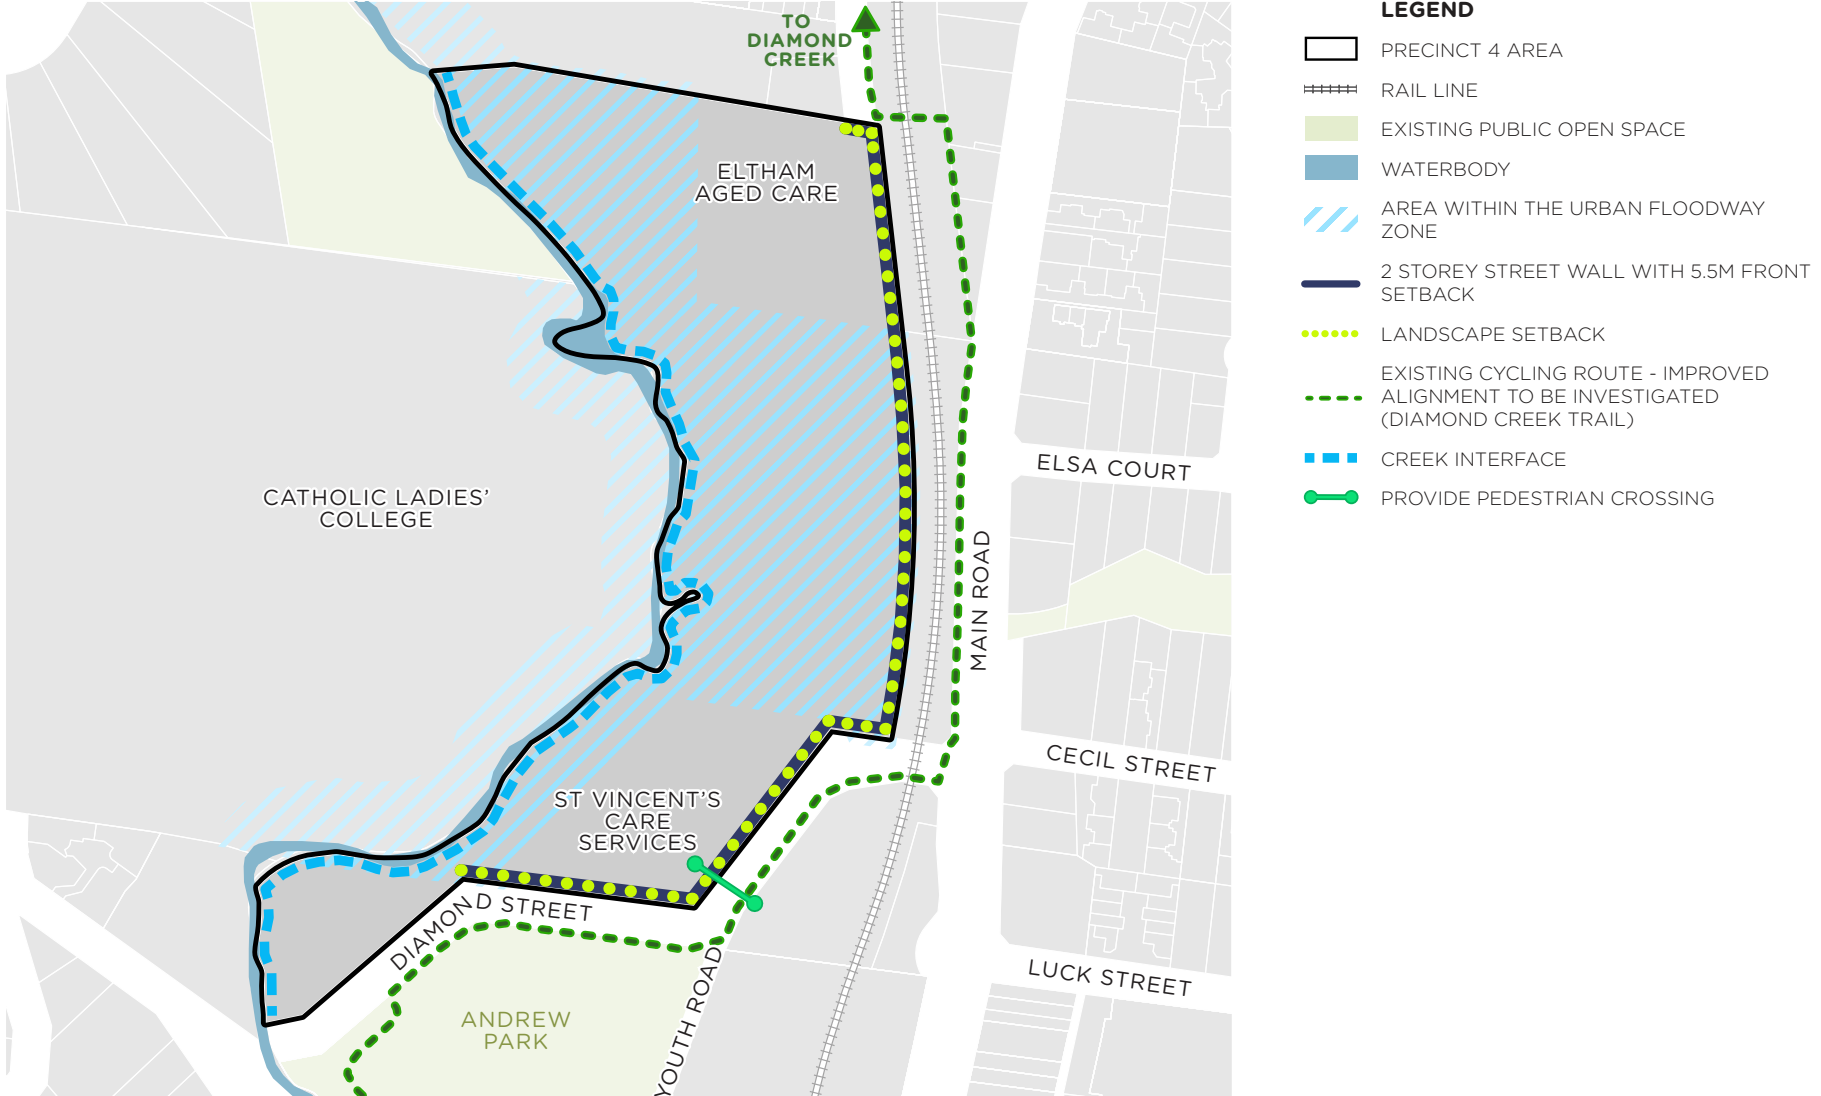 TO
DIAMOND
CREEK
ELTHAM
AGED CARE
CATHOLIC LADIES’
COLLEGE
ELSA COURT
MAIN ROAD
CECIL STREET
ST VINCENT’S
CARE
SERVICES
DIAMOND STREET
LUCK STREET
YOUTH ROAD
ANDREW
PARK
LEGEND
PRECINCT 4 AREA
RAIL LINE
EXISTING PUBLIC OPEN SPACE
WATERBODY
AREA WITHIN THE URBAN FLOODWAY
ZONE
2 STOREY STREET WALL WITH 5.5M FRONT
SETBACK
LANDSCAPE SETBACK
EXISTING CYCLING ROUTE - IMPROVED
ALIGNMENT TO BE INVESTIGATED
(DIAMOND CREEK TRAIL)
CREEK INTERFACE
PROVIDE PEDESTRIAN CROSSING